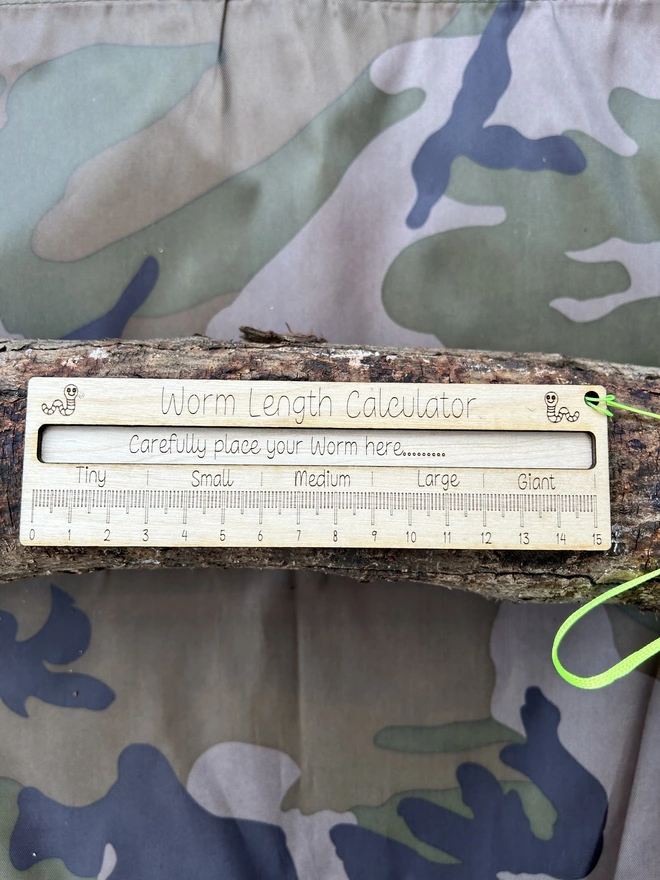 Worm Length Calculator
Carefully place your Worm here.........
Tiny Small Medium Large Giant
0 1 2 3 4 5 6 7 8 9 10 11 12 13 14 15